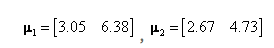 μ₁ = [3.05 6.38] , μ₂ = [2.67 4.73]